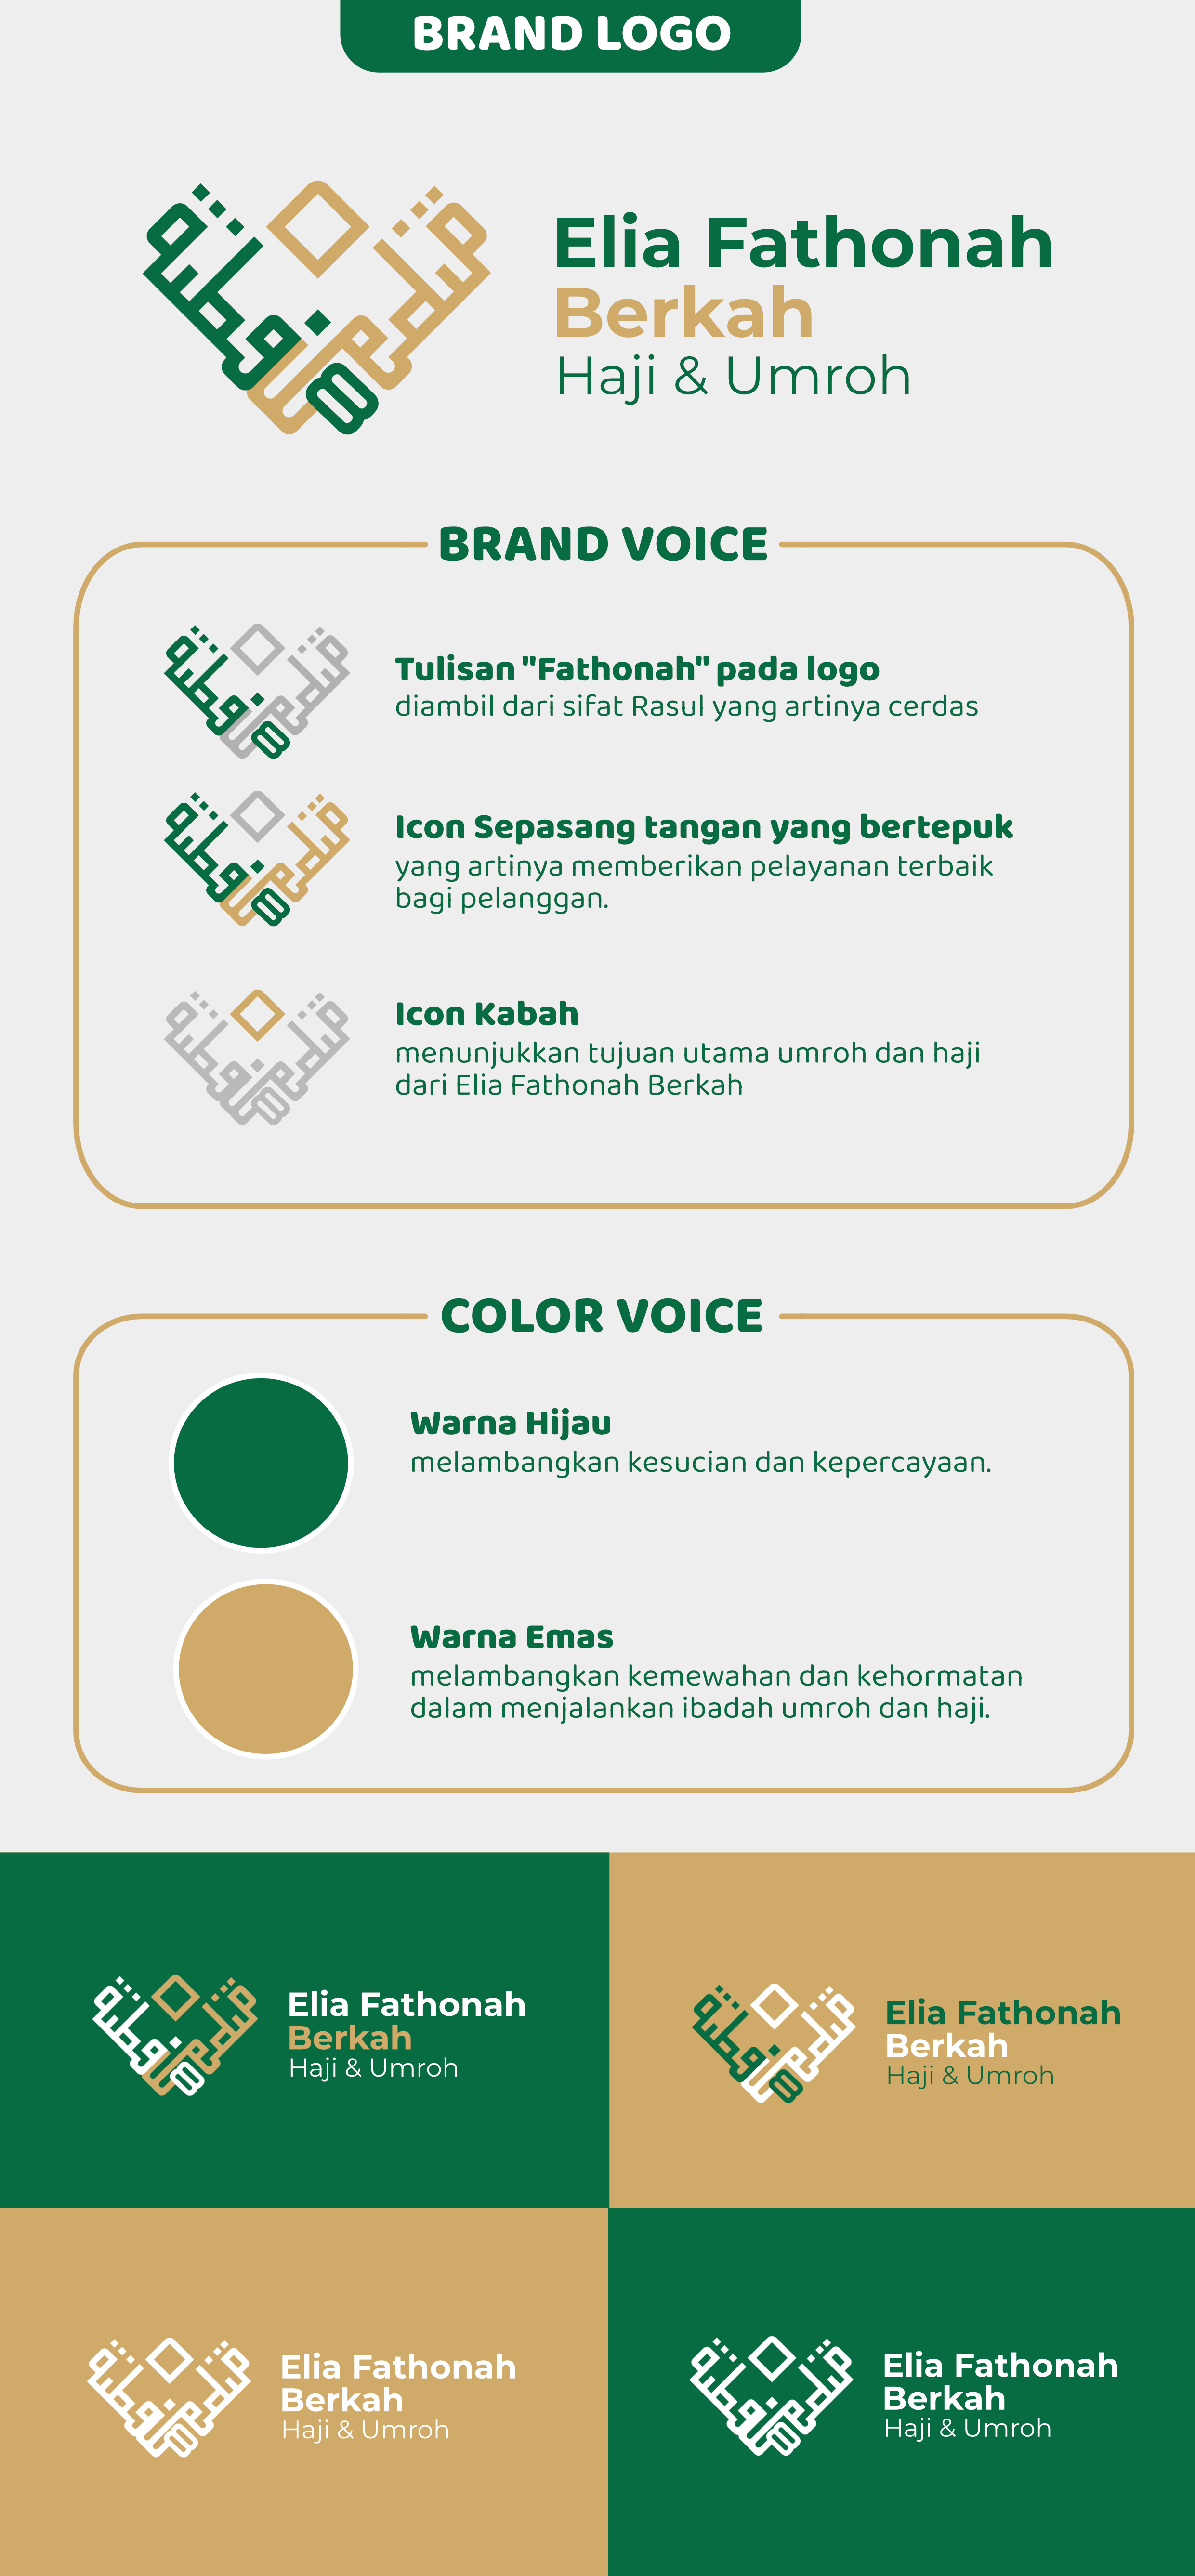 BRAND LOGO
Elia Fathonah
Berkah
Haji & Umroh
BRAND VOICE
Tulisan "Fathonah" pada logo
diambil dari sifat Rasul yang artinya cerdas
Icon Sepasang tangan yang bertepuk
yang artinya memberikan pelayanan terbaik
bagi pelanggan.
Icon Kabah
menunjukkan tujuan utama umroh dan haji
dari Elia Fathonah Berkah
COLOR VOICE
Warna Hijau
melambangkan kesucian dan kepercayaan.
Warna Emas
melambangkan kemewahan dan kehormatan
dalam menjalankan ibadah umroh dan haji.
Elia Fathonah
Berkah
Haji & Umroh
Elia Fathonah
Berkah
Haji & Umroh
Elia Fathonah
Berkah
Haji & Umroh
Elia Fathonah
Berkah
Haji & Umroh